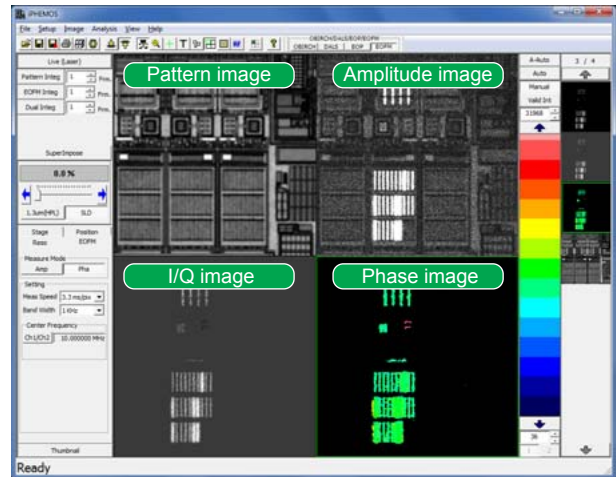 iPHEMOS
File Setup Image Analysis View ?
OBIRCH/DALS/EOP/EOFM
OBIRCH DALS EOP EOFM
Live (Laser)
Pattern Integ 1 Frm.
EOFM Integ 1 Frm.
Dual Integ 1 Frm.
SuperImpose
0.0 %
1.3um(HPL) SLD
Stage Position
Reso EOFM
Measure Mode
Amp Pha
Setting
Meas Speed 3.3 ms/px
Band Width 1 KHz
Center Frequency
Ch1/Ch2 10.000000 MHz
Thumbnail
Pattern image
Amplitude image
I/Q image
Phase image
A-Auto
Auto
Manual
Valid Int
31968
36
1 2
3 / 4
Ready